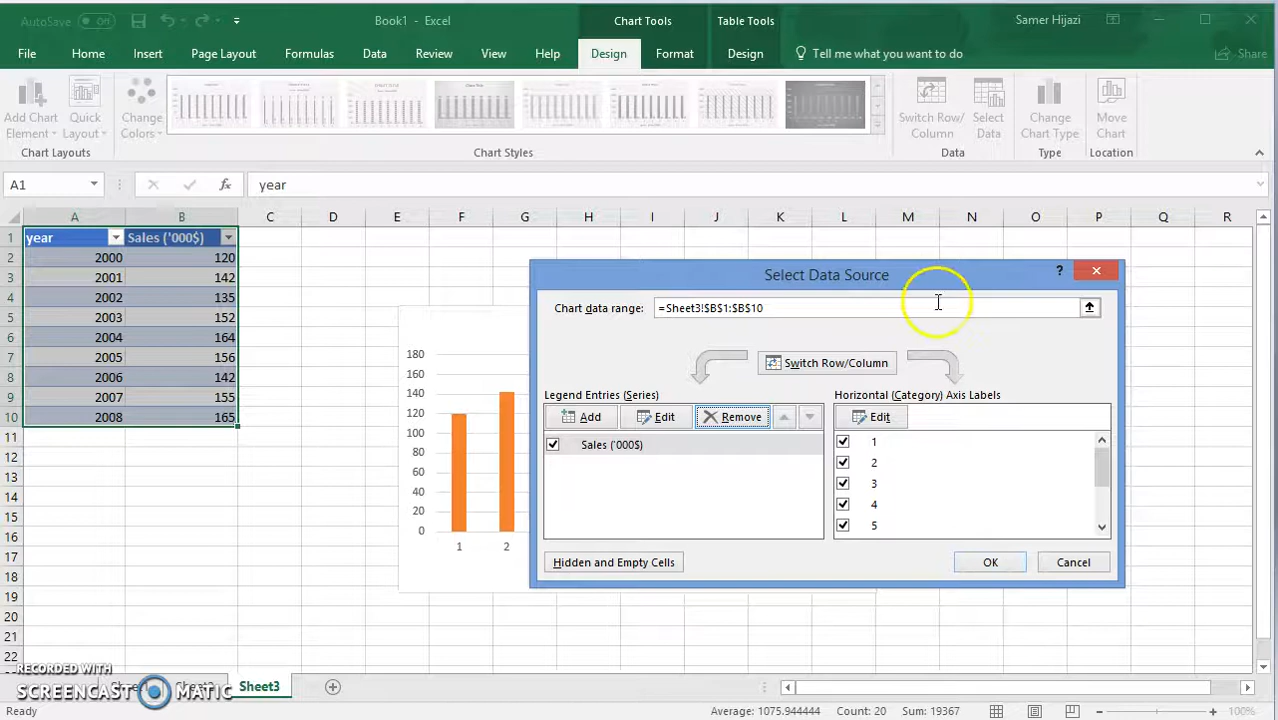 AutoSave Off
Book1 - Excel
Chart Tools
Table Tools
Samer Hijazi
File Home Insert Page Layout Formulas Data Review View Help Design Format Design Tell me what you want to do Share
Add Chart Element
Quick Layout
Change Colors
Switch Row/ Column
Select Data
Change Chart Type
Move Chart
Chart Layouts
Chart Styles
Data
Type
Location
A1
fx
year
A B C D E F G H I J K L M N O P Q R
1 year Sales ('000$)
2 2000 120
3 2001 142
4 2002 135
5 2003 152
6 2004 164
7 2005 156
8 2006 142
9 2007 155
10 2008 165
11
12
13
14
15
16
17
18
19
20
21
22
180
160
140
120
100
80
60
40
20
0
1 2
Select Data Source
?
Chart data range: =Sheet3!$B$1:$B$10
Switch Row/Column
Legend Entries (Series)
Add Edit Remove
Sales ('000$)
Horizontal (Category) Axis Labels
Edit
1
2
3
4
5
Hidden and Empty Cells
OK Cancel
RECORDED WITH
SCREENCAST MATIC
Sheet3
Ready
Average: 1075.944444 Count: 20 Sum: 19367
100%